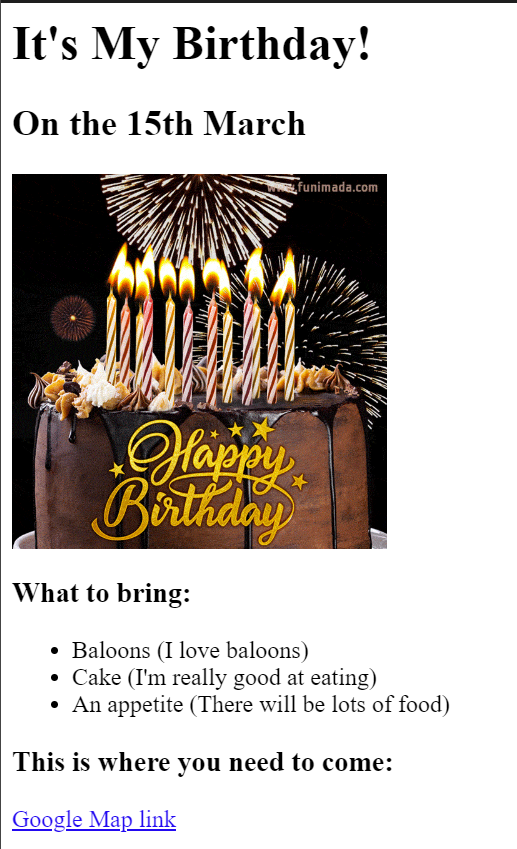 It's My Birthday!
On the 15th March
www.funimada.com
Happy
Birthday
What to bring:
Baloons (I love baloons)
Cake (I'm really good at eating)
An appetite (There will be lots of food)
This is where you need to come:
Google Map link